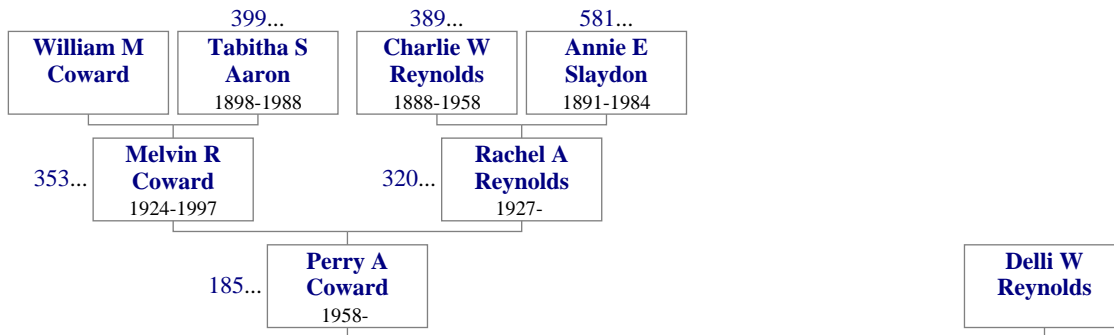 399...
389...
581...
William M
Coward
Tabitha S
Aaron
1898-1988
Charlie W
Reynolds
1888-1958
Annie E
Slaydon
1891-1984
353...
Melvin R
Coward
1924-1997
320...
Rachel A
Reynolds
1927-
185...
Perry A
Coward
1958-
Delli W
Reynolds